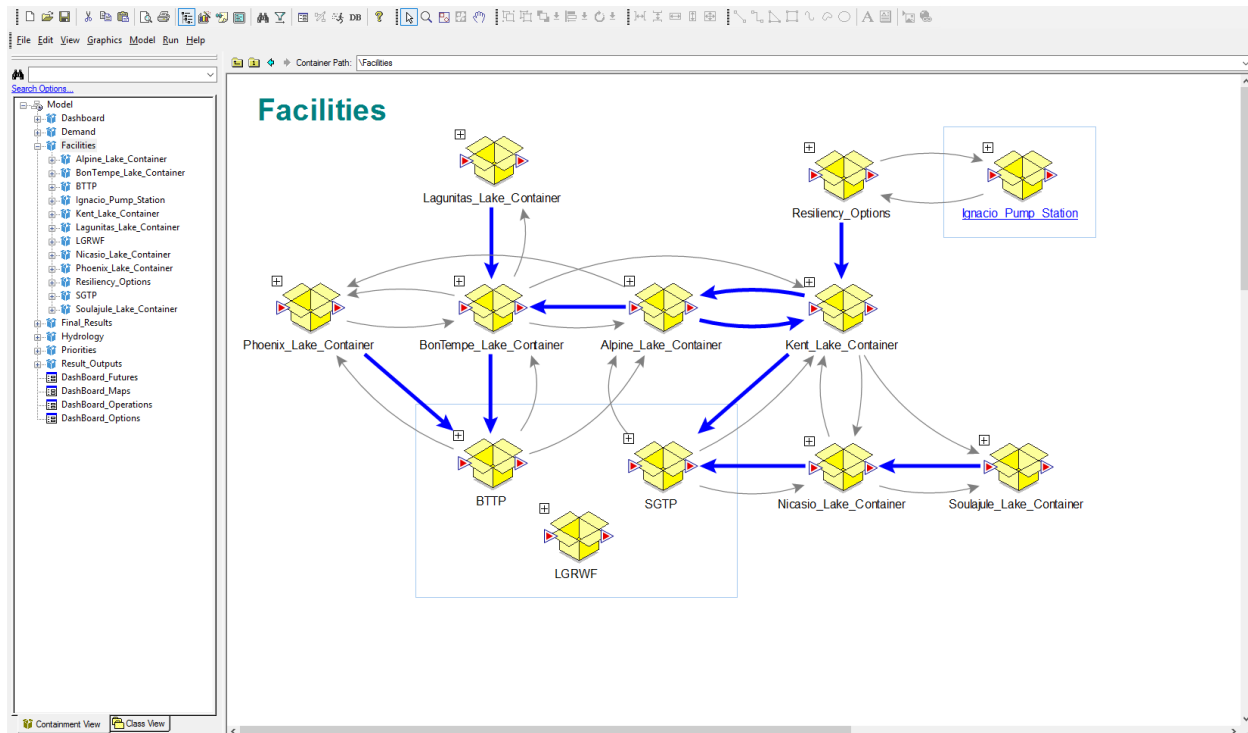 DB
A
File Edit View Graphics Model Run Help
Container Path: \Facilities
Search Options...
Model
Dashboard
Demand
Facilities
Alpine_Lake_Container
BonTempe_Lake_Container
BTTP
Ignacio_Pump_Station
Kent_Lake_Container
Lagunitas_Lake_Container
LGRWF
Nicasio_Lake_Container
Phoenix_Lake_Container
Resiliency_Options
SGTP
Soulajule_Lake_Container
Final_Results
Hydrology
Priorities
Result_Outputs
DashBoard_Futures
DashBoard_Maps
DashBoard_Operations
DashBoard_Options
Containment View Class View
Facilities
Lagunitas_Lake_Container
Resiliency_Options
Ignacio_Pump_Station
Phoenix_Lake_Container
BonTempe_Lake_Container
Alpine_Lake_Container
Kent_Lake_Container
BTTP
SGTP
Nicasio_Lake_Container
Soulajule_Lake_Container
LGRWF